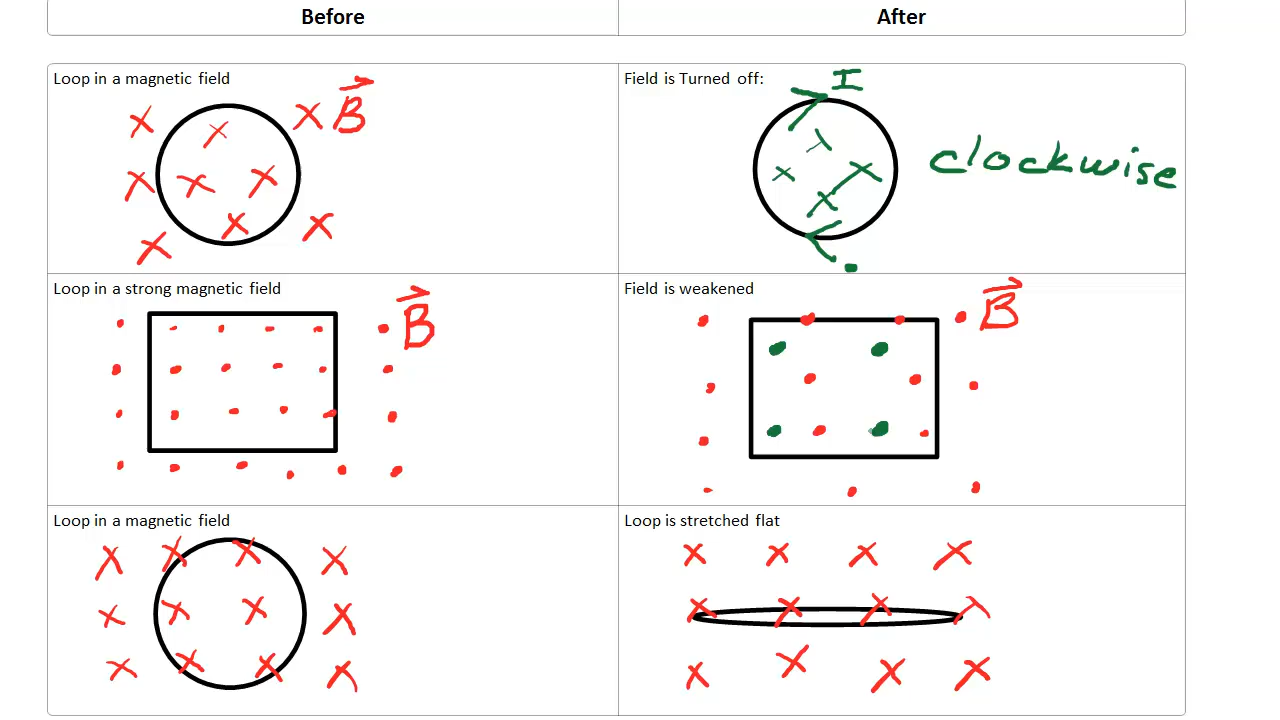 Before
After
Loop in a magnetic field
B
Field is Turned off:
I
clockwise
Loop in a strong magnetic field
B
Field is weakened
B
Loop in a magnetic field
Loop is stretched flat